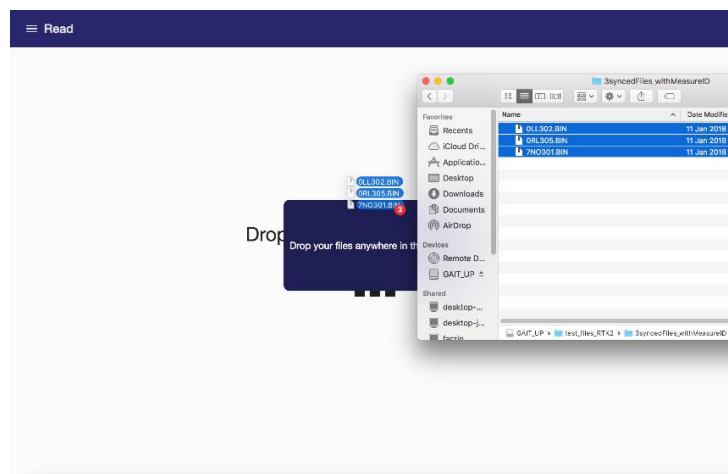 Read
3syncedFiles_withMeasureID
Name
Date Modifie
Favorites
Recents
iCloud Dri...
Applicatio...
Desktop
Downloads
Documents
AirDrop
Devices
Remote D...
GAIT_UP
Shared
desktop-...
desktop-j...
farzin
0LL302.BIN
11 Jan 2018
0RL305.BIN
11 Jan 2018
7NO301.BIN
11 Jan 2018
GAIT_UP > test_files_RTK2 > 3syncedFiles_withMeasureID
0LL302.BIN
0RL305.BIN
7NO301.BIN
3
Drop
Drop your files anywhere in th